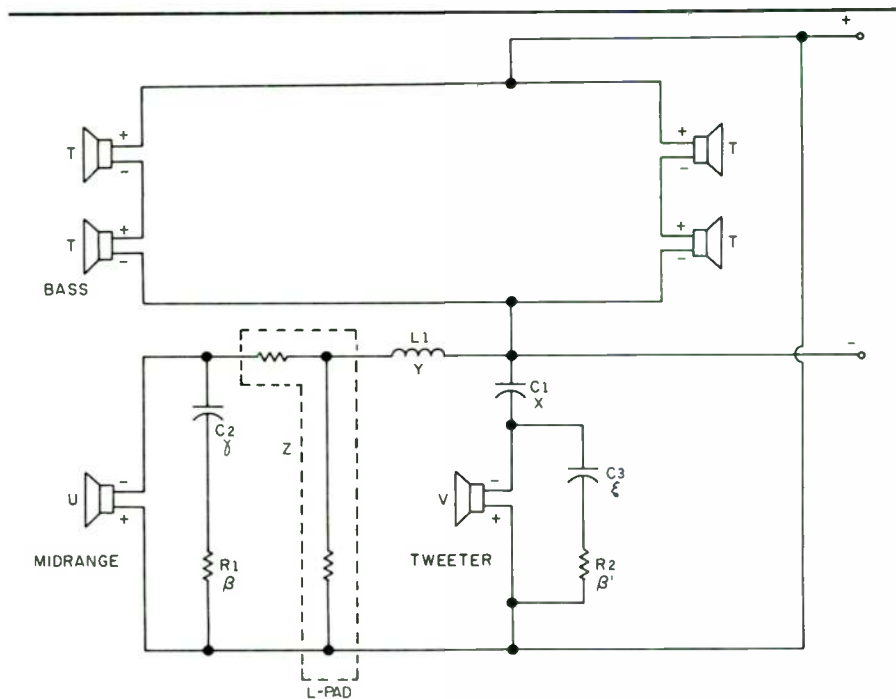 +
T + + T
- -
T + + T
- -
BASS
L1
Y
-
C1
X
C2
γ
Z
C3
ξ
U - V -
+ +
MIDRANGE
R1
β
TWEETER
R2
β'
L-PAD